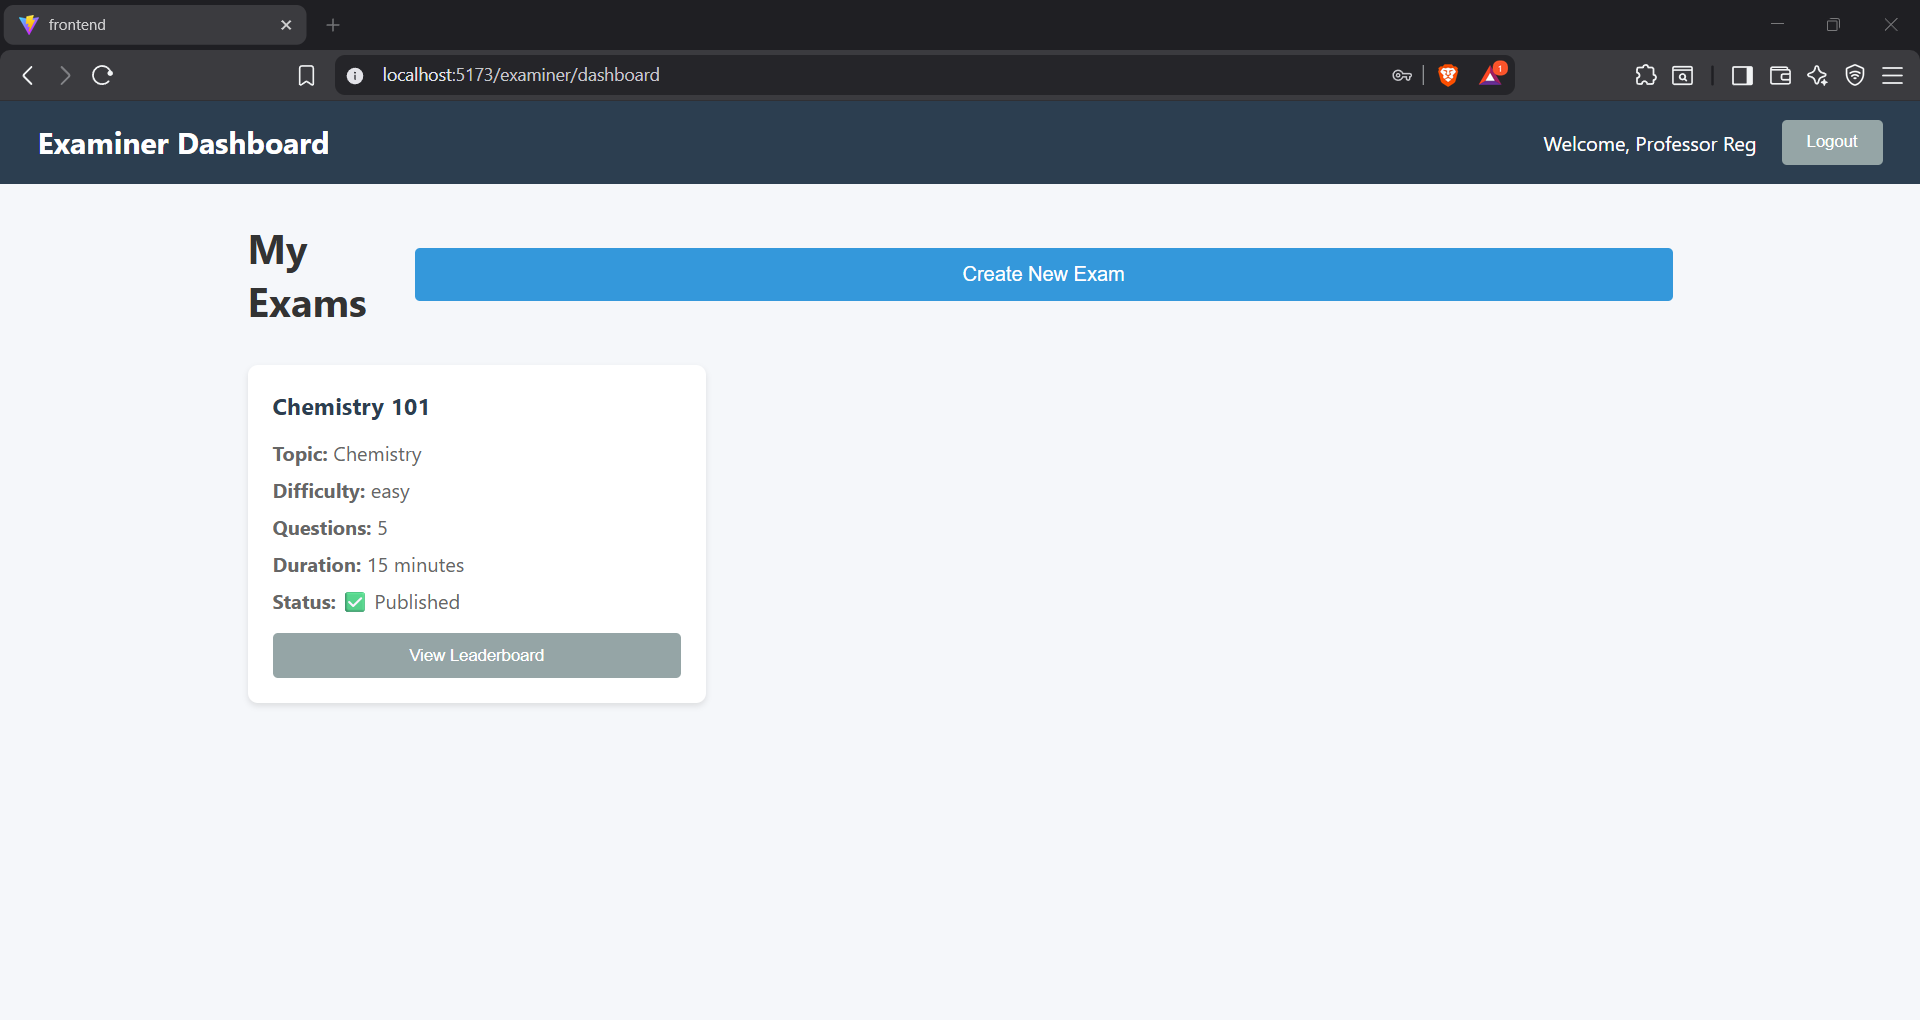 frontend
localhost:5173/examiner/dashboard
1
Examiner Dashboard
Welcome, Professor Reg
Logout
My
Exams
Create New Exam
Chemistry 101
Topic: Chemistry
Difficulty: easy
Questions: 5
Duration: 15 minutes
Status: ✅ Published
View Leaderboard